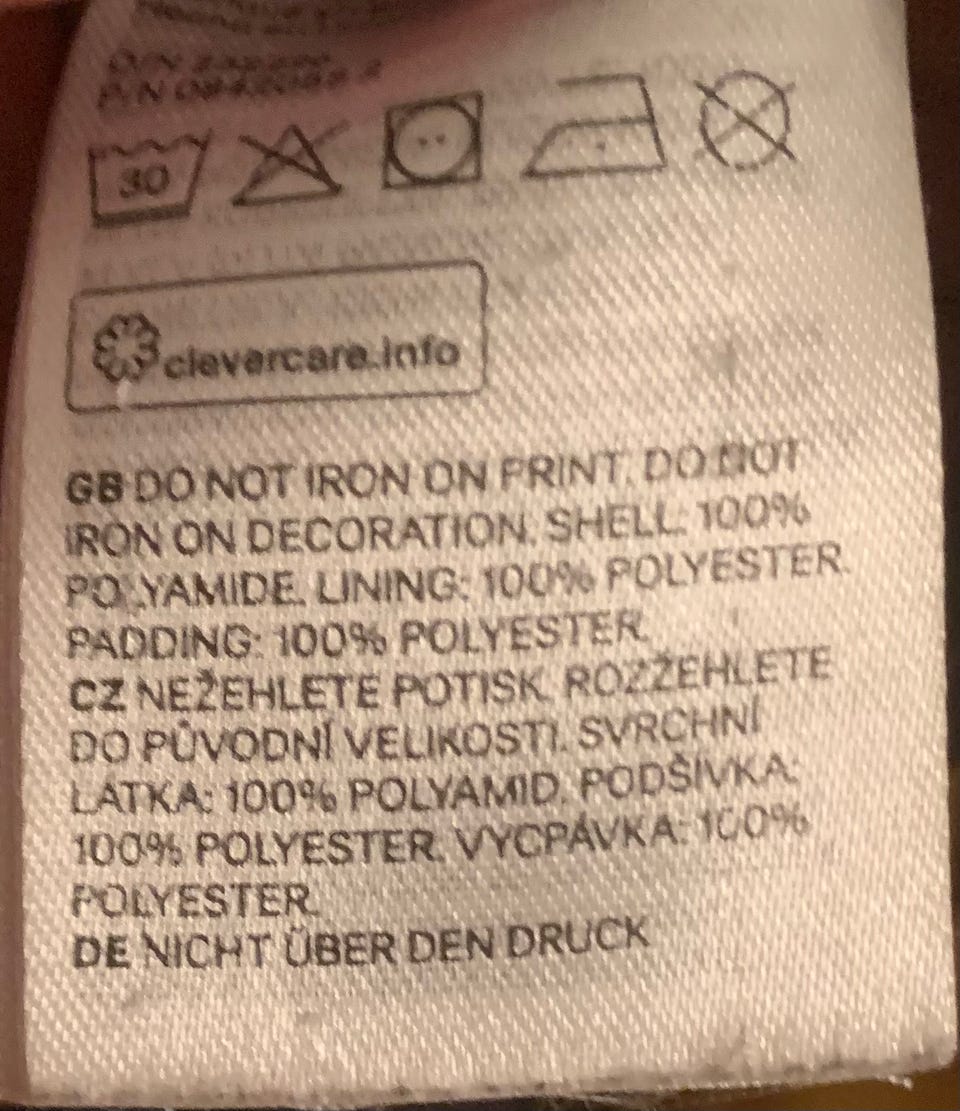 30
clevercare.info
GB DO NOT IRON ON PRINT. DO NOT
IRON ON DECORATION. SHELL: 100%
POLYAMIDE. LINING: 100% POLYESTER.
PADDING: 100% POLYESTER.
CZ NEŽEHLETE POTISK. ROZŽEHLETE
DO PŮVODNÍ VELIKOSTI. SVRCHNÍ
LÁTKA: 100% POLYAMID. PODŠÍVKA:
100% POLYESTER. VYCPÁVKA: 100%
POLYESTER.
DE NICHT ÜBER DEN DRUCK